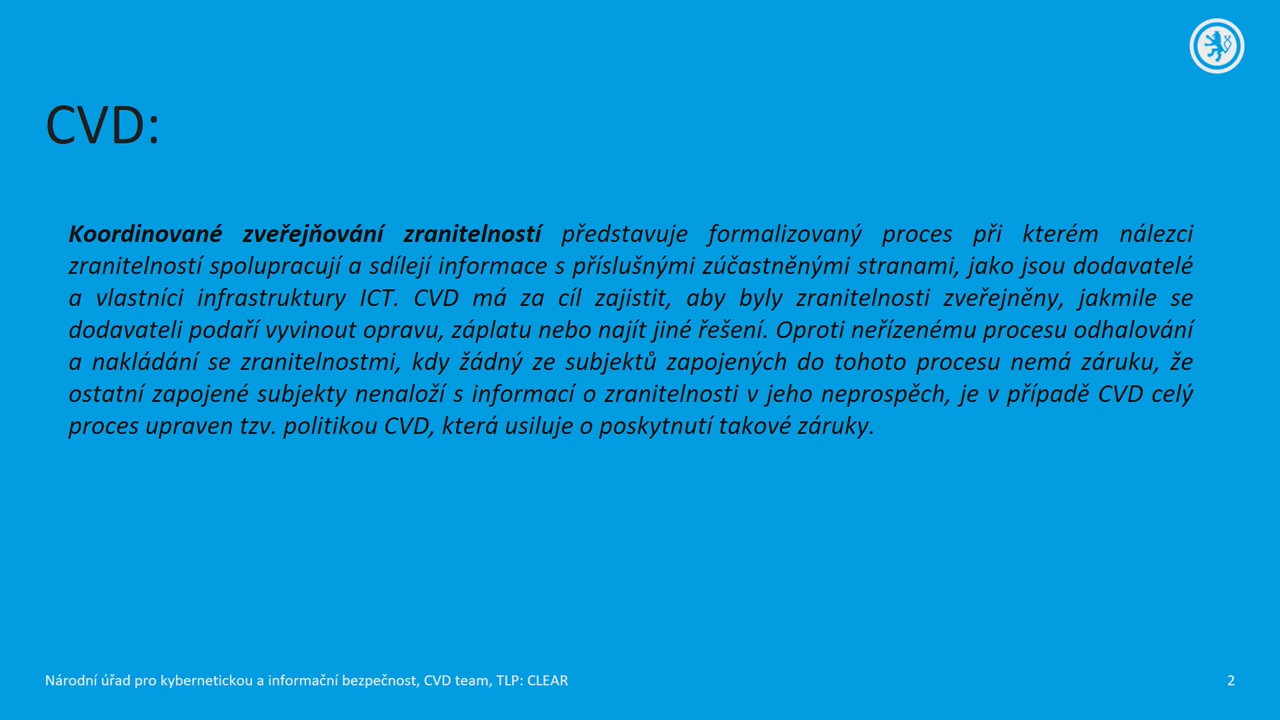 CVD:
Koordinované zveřejňování zranitelností představuje formalizovaný proces při kterém nálezci
zranitelností spolupracují a sdílejí informace s příslušnými zúčastněnými stranami, jako jsou dodavatelé
a vlastníci infrastruktury ICT. CVD má za cíl zajistit, aby byly zranitelnosti zveřejněny, jakmile se
dodavateli podaří vyvinout opravu, záplatu nebo najít jiné řešení. Oproti neřízenému procesu odhalování
a nakládání se zranitelnostmi, kdy žádný ze subjektů zapojených do tohoto procesu nemá záruku, že
ostatní zapojené subjekty nenaloží s informací o zranitelnosti v jeho neprospěch, je v případě CVD celý
proces upraven tzv. politikou CVD, která usiluje o poskytnutí takové záruky.
Národní úřad pro kybernetickou a informační bezpečnost, CVD team, TLP: CLEAR
2